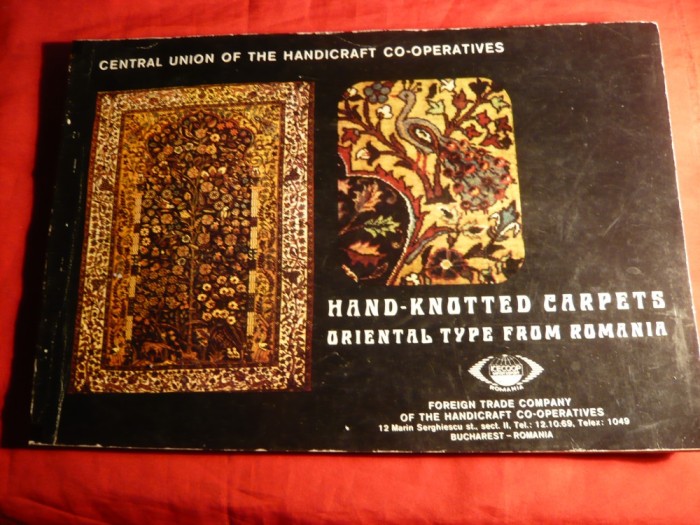 CENTRAL UNION OF THE HANDICRAFT CO-OPERATIVES
HAND-KNOTTED CARPETS
ORIENTAL TYPE FROM ROMANIA
ICECOOP
ROMANIA
FOREIGN TRADE COMPANY
OF THE HANDICRAFT CO-OPERATIVES
12 Marin Serghiescu st., sect. II, Tel.: 12.10.69, Telex: 1049
BUCHAREST – ROMANIA